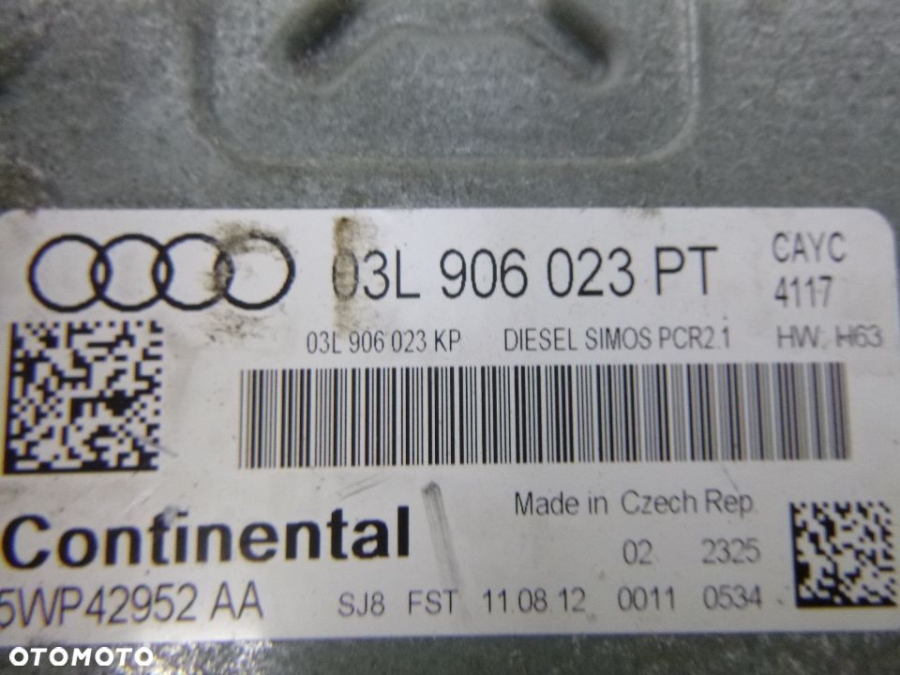 03L 906 023 PT
CAYC
4117
03L 906 023 KP DIESEL SIMOS PCR2.1 HW: H63
Made in Czech Rep.
Continental
02 2325
5WP42952 AA SJ8 FST 11.08.12 0011 0534
OTOMOTO